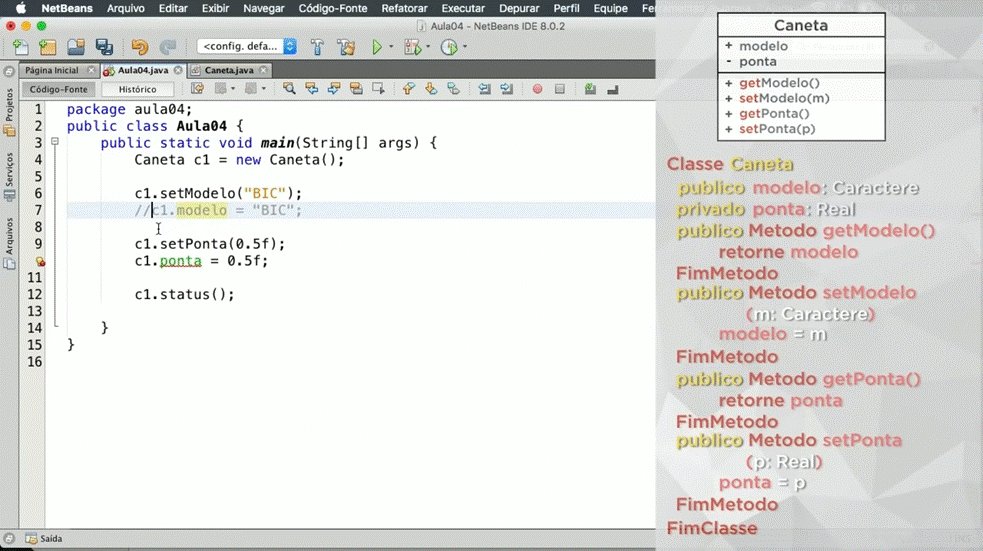 NetBeans Arquivo Editar Exibir Navegar Código-Fonte Refatorar Executar Depurar Perfil Equipe
Aula04 - NetBeans IDE 8.0.2
<config. defa...
Página Inicial Aula04.java Caneta.java
Código-Fonte Histórico
Projetos
Serviços
Arquivos
1 package aula04;
2 public class Aula04 {
3 public static void main(String[] args) {
4 Caneta c1 = new Caneta();
5
6 c1.setModelo("BIC");
7 //c1.modelo = "BIC";
8
9 c1.setPonta(0.5f);
c1.ponta = 0.5f;
11
12 c1.status();
13
14 }
15 }
16
Saída
Caneta
+ modelo
- ponta
+ getModelo()
+ setModelo(m)
+ getPonta()
+ setPonta(p)
Classe Caneta
publico modelo: Caractere
privado ponta: Real
publico Metodo getModelo()
retorne modelo
FimMetodo
publico Metodo setModelo
(m: Caractere)
modelo = m
FimMetodo
publico Metodo getPonta()
retorne ponta
FimMetodo
publico Metodo setPonta
(p: Real)
ponta = p
FimMetodo
FimClasse
INS